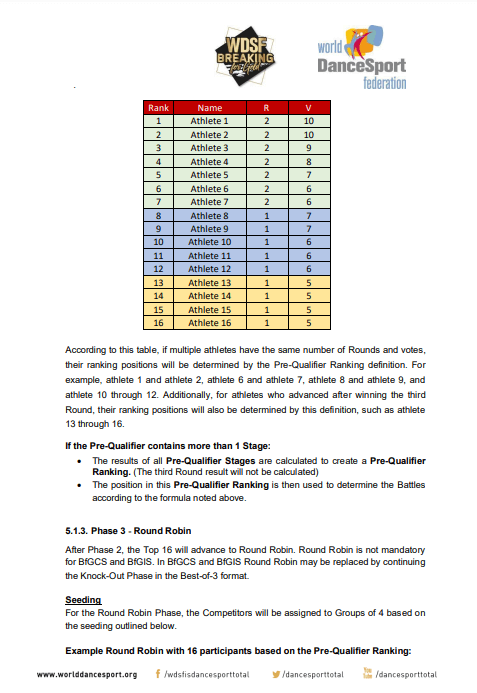 WDSF
BREAKING
for Gold
world
DanceSport
federation
Rank Name R V
1 Athlete 1 2 10
2 Athlete 2 2 10
3 Athlete 3 2 9
4 Athlete 4 2 8
5 Athlete 5 2 7
6 Athlete 6 2 6
7 Athlete 7 2 6
8 Athlete 8 1 7
9 Athlete 9 1 7
10 Athlete 10 1 6
11 Athlete 11 1 6
12 Athlete 12 1 6
13 Athlete 13 1 5
14 Athlete 14 1 5
15 Athlete 15 1 5
16 Athlete 16 1 5
According to this table, if multiple athletes have the same number of Rounds and votes,
their ranking positions will be determined by the Pre-Qualifier Ranking definition. For
example, athlete 1 and athlete 2, athlete 6 and athlete 7, athlete 8 and athlete 9, and
athlete 10 through 12. Additionally, for athletes who advanced after winning the third
Round, their ranking positions will also be determined by this definition, such as athlete
13 through 16.
If the Pre-Qualifier contains more than 1 Stage:
• The results of all Pre-Qualifier Stages are calculated to create a Pre-Qualifier
Ranking. (The third Round result will not be calculated)
• The position in this Pre-Qualifier Ranking is then used to determine the Battles
according to the formula noted above.
5.1.3. Phase 3 - Round Robin
After Phase 2, the Top 16 will advance to Round Robin. Round Robin is not mandatory
for BfGCS and BfGIS. In BfGCS and BfGIS Round Robin may be replaced by continuing
the Knock-Out Phase in the Best-of-3 format.
Seeding
For the Round Robin Phase, the Competitors will be assigned to Groups of 4 based on
the seeding outlined below.
Example Round Robin with 16 participants based on the Pre-Qualifier Ranking:
www.worlddancesport.org f /wdsfisdancesporttotal /dancesporttotal You Tube /dancesporttotal